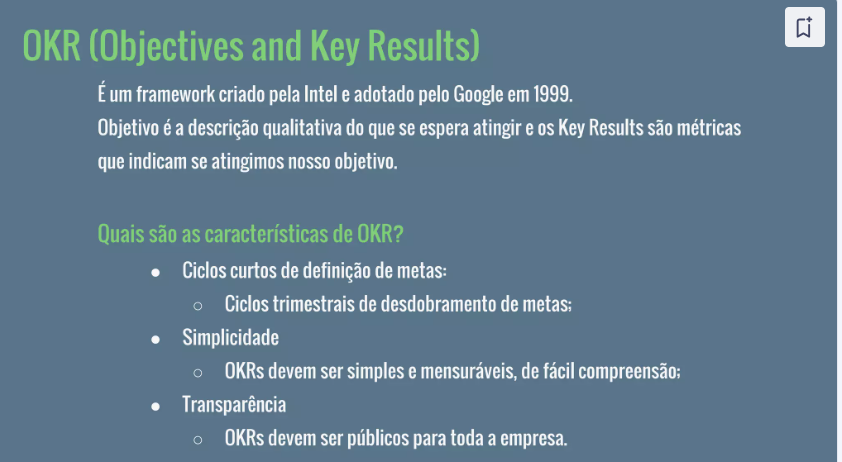 OKR (Objectives and Key Results)
É um framework criado pela Intel e adotado pelo Google em 1999.
Objetivo é a descrição qualitativa do que se espera atingir e os Key Results são métricas
que indicam se atingimos nosso objetivo.
Quais são as características de OKR?
● Ciclos curtos de definição de metas:
○ Ciclos trimestrais de desdobramento de metas;
● Simplicidade
○ OKRs devem ser simples e mensuráveis, de fácil compreensão;
● Transparência
○ OKRs devem ser públicos para toda a empresa.